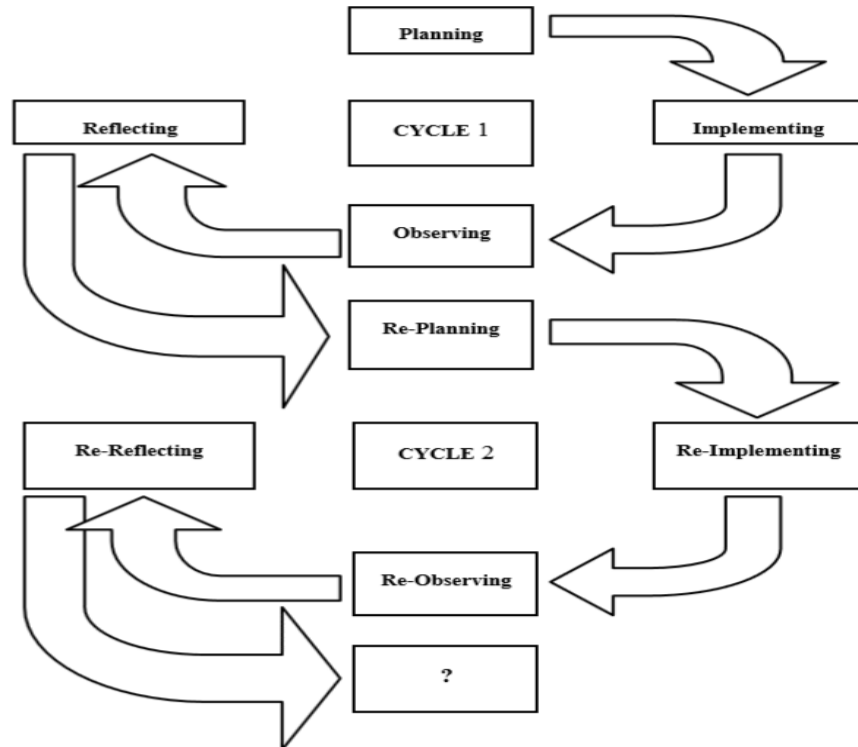 Planning
Reflecting
CYCLE 1
Implementing
Observing
Re-Planning
Re-Reflecting
CYCLE 2
Re-Implementing
Re-Observing
?